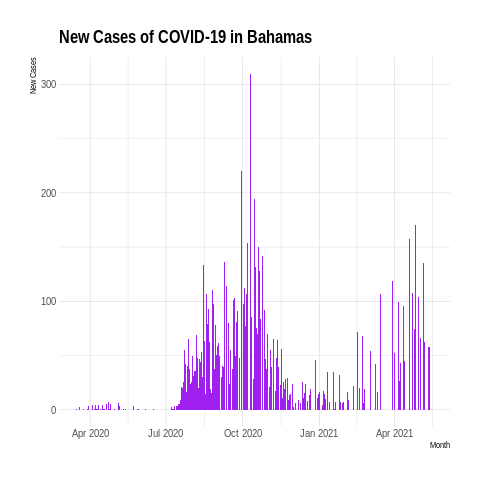 New Cases of COVID-19 in Bahamas
New Cases
300
200
100
0
Apr 2020 Jul 2020 Oct 2020 Jan 2021 Apr 2021
Month